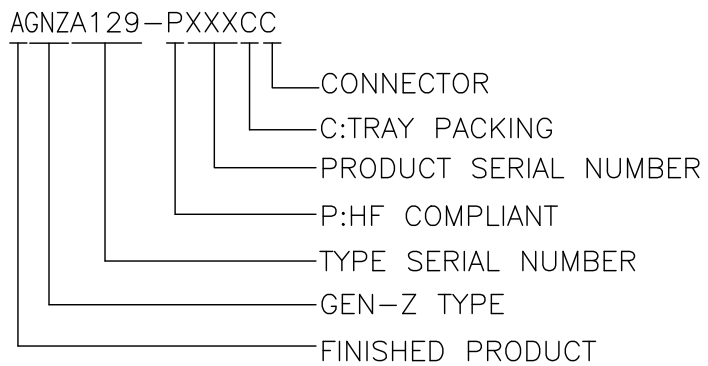 AGNZA129-PXXXCC
CONNECTOR
C:TRAY PACKING
PRODUCT SERIAL NUMBER
P:HF COMPLIANT
TYPE SERIAL NUMBER
GEN-Z TYPE
FINISHED PRODUCT